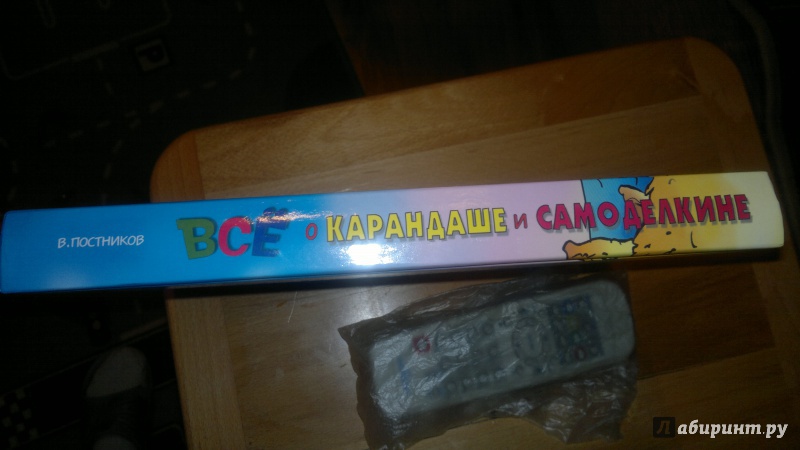 В.ПОСТНИКОВ ВСЁ О КАРАНДАШЕ И САМОДЕЛКИНЕ
Лабиринт.ру